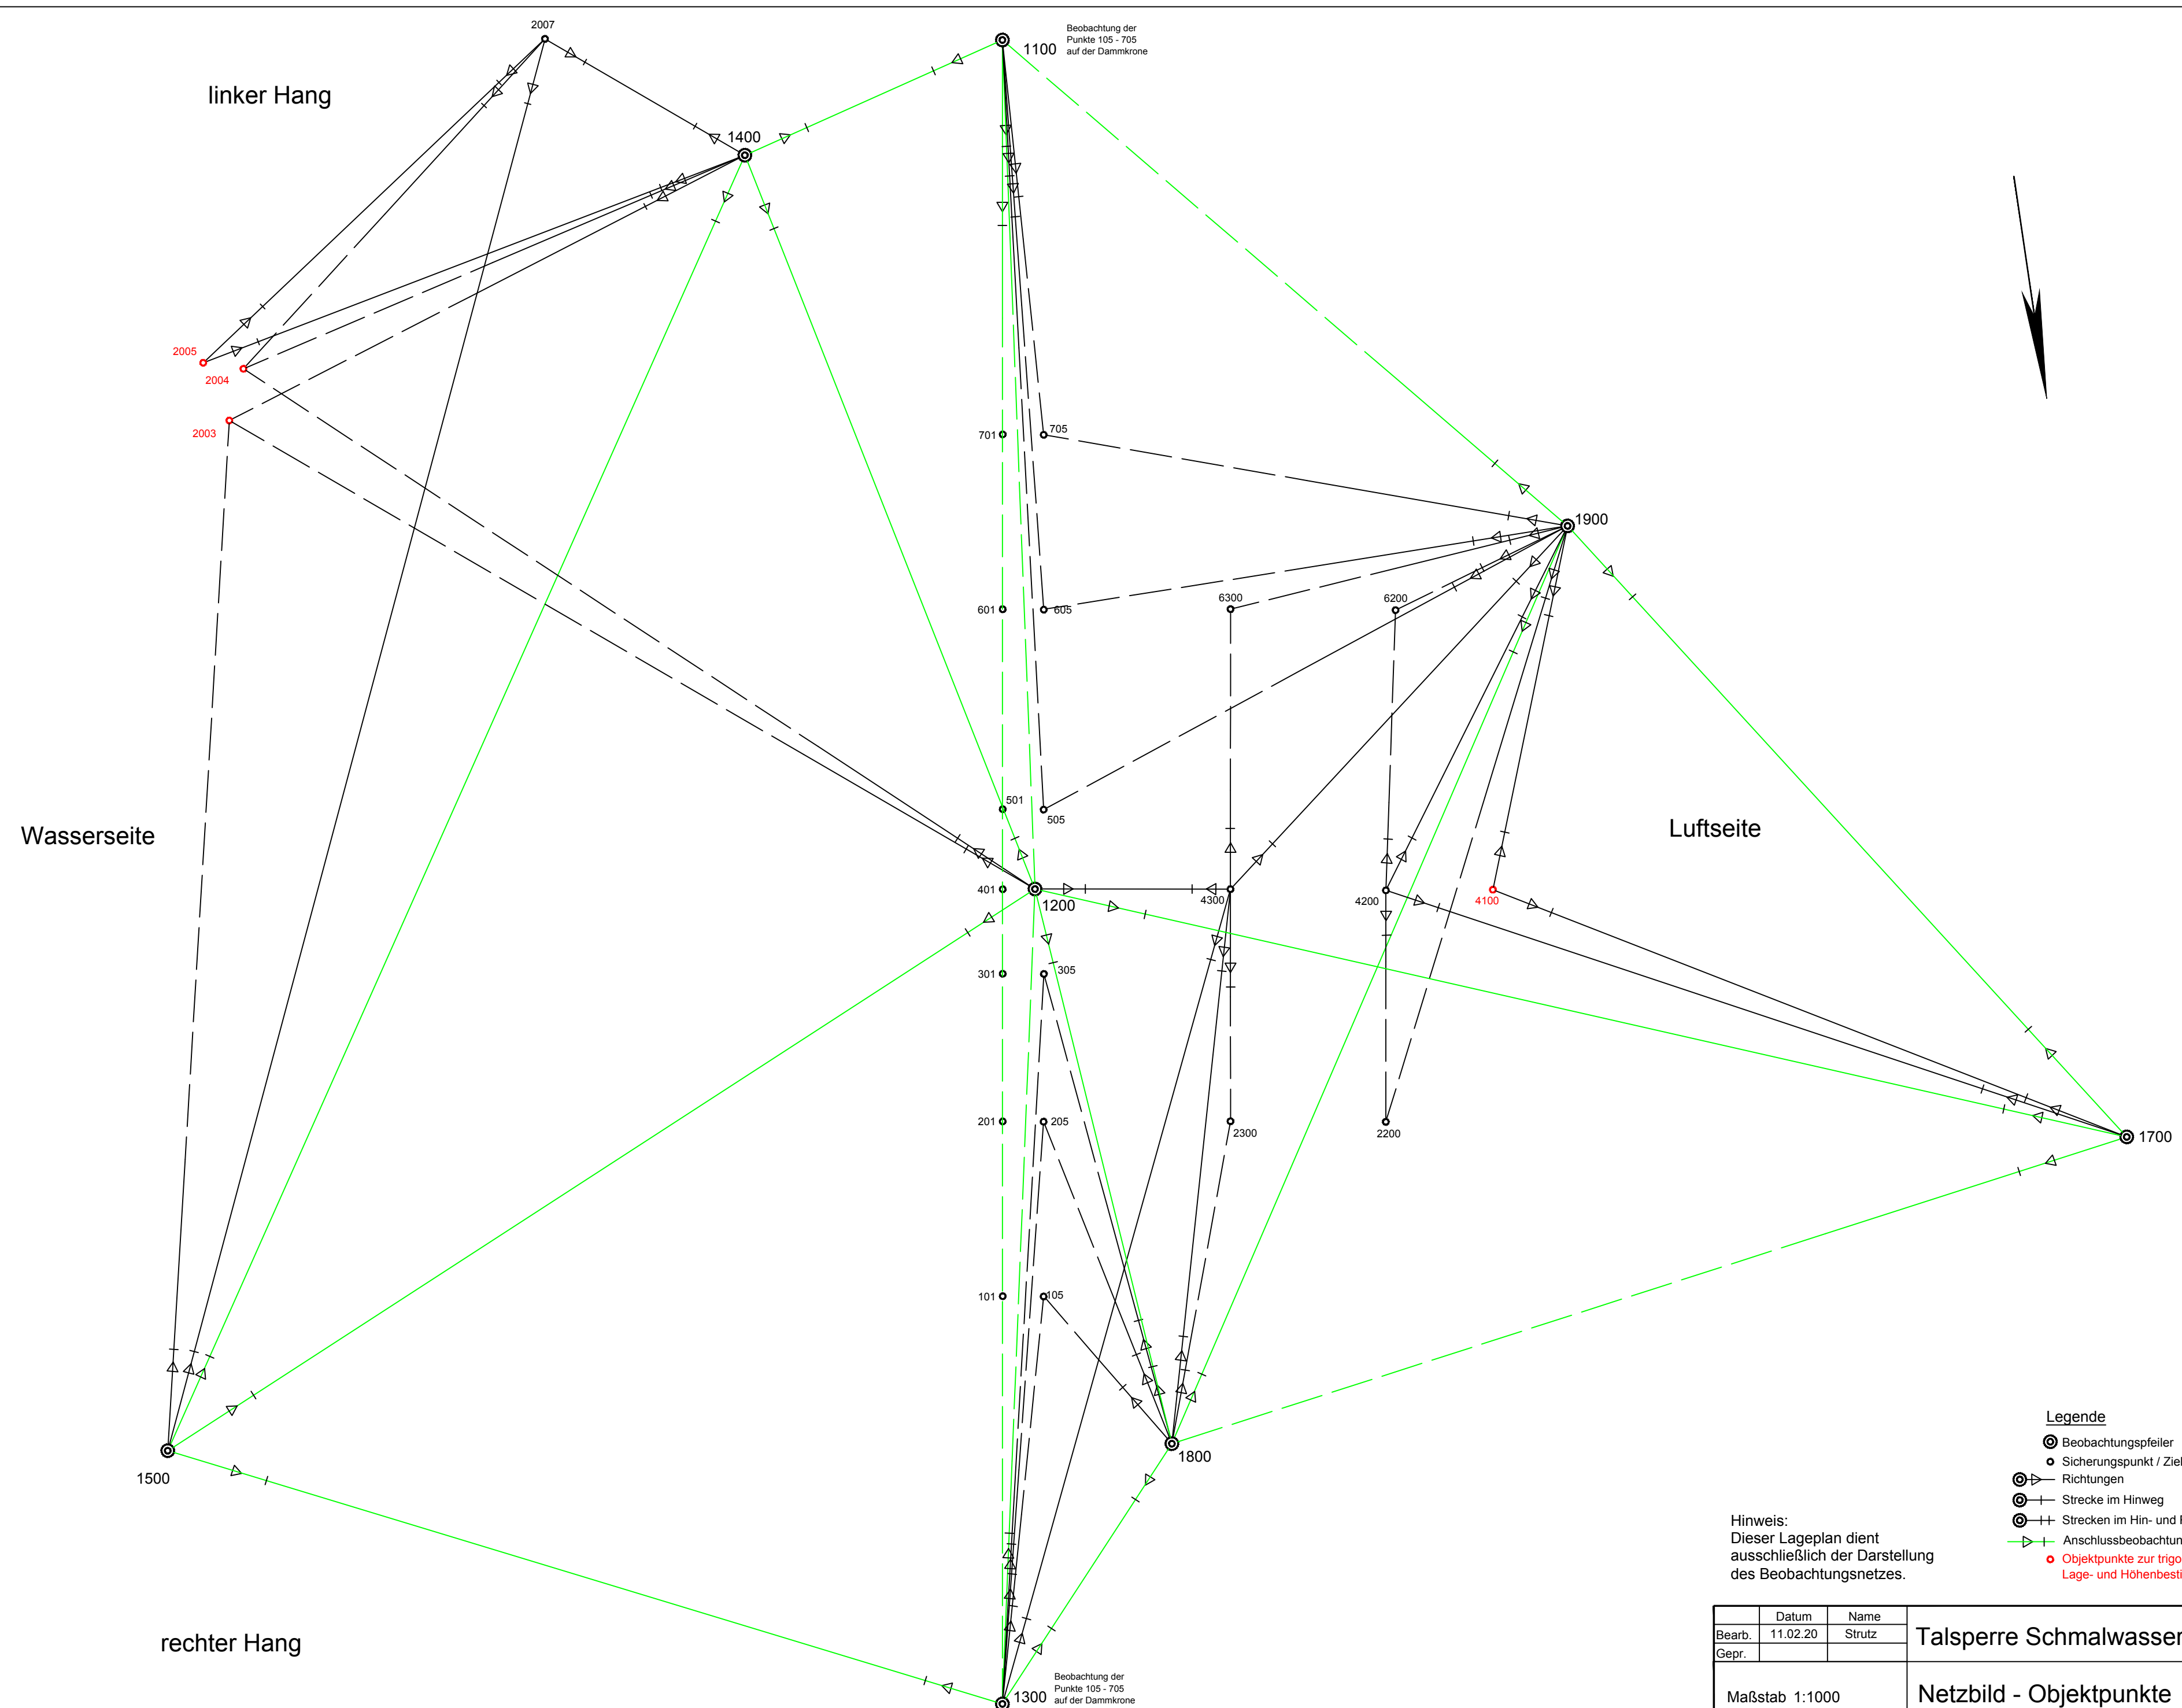 2007
Beobachtung der
Punkte 105 - 705
auf der Dammkrone
1100
linker Hang
1400
2005
2004
2003
701
705
1900
601
605
6300
6200
501
505
Wasserseite
Luftseite
401
1200
4300
4200
4100
301
305
201
205
2300
2200
1700
101
105
1500
1800
Legende
Beobachtungspfeiler
Sicherungspunkt / Ziel
Richtungen
Strecke im Hinweg
Strecken im Hin- und
Hinweis:
Dieser Lageplan dient
ausschließlich der Darstellung
des Beobachtungsnetzes.
Anschlussbeobachtun
Objektpunkte zur trigo
Lage- und Höhenbesti
rechter Hang
Datum Name
Bearb. 11.02.20 Strutz
Gepr.
Talsperre Schmalwasser
Beobachtung der
Punkte 105 - 705
auf der Dammkrone
1300
Maßstab 1:1000
Netzbild - Objektpunkte